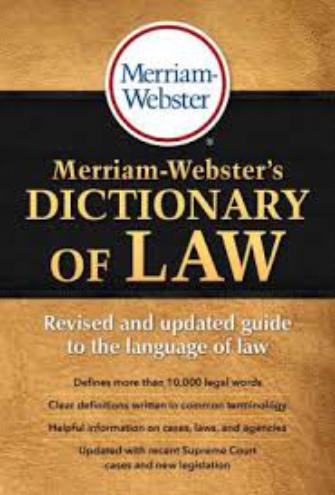 Merriam-
Webster
®
Merriam-Webster's
DICTIONARY
OF LAW
Revised and updated guide
to the language of law
Defines more than 10,000 legal words
Clear definitions written in common terminology
Helpful information on cases, laws, and agencies
Updated with recent Supreme Court
cases and new legislation